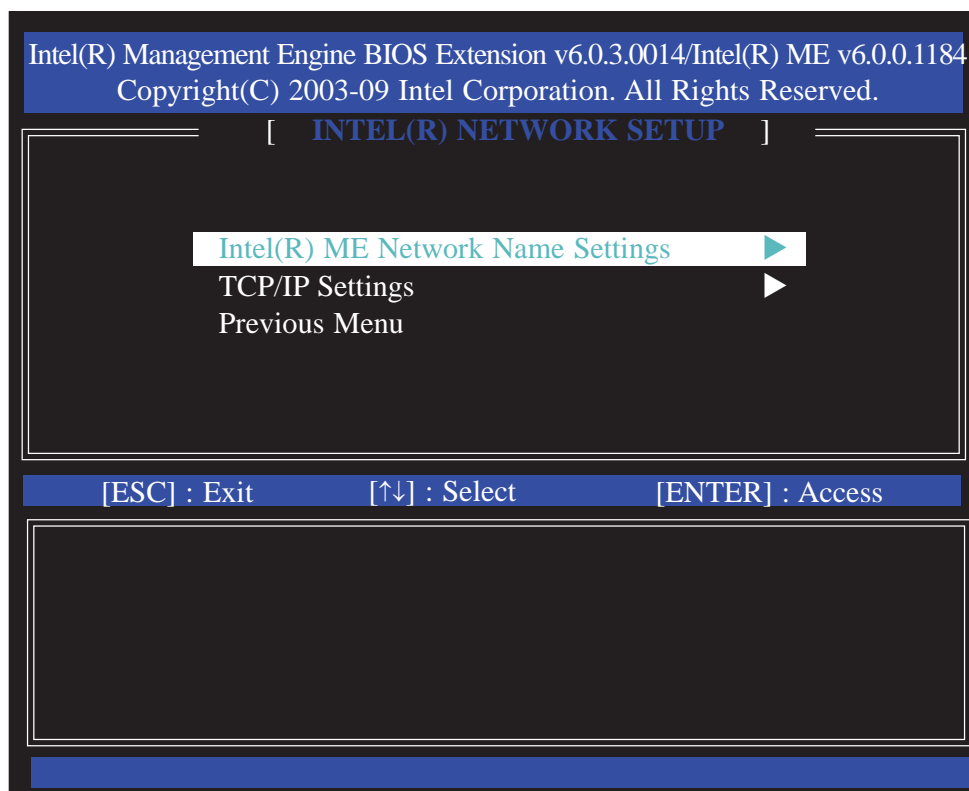 Intel(R) Management Engine BIOS Extension v6.0.3.0014/Intel(R) ME v6.0.0.1184
Copyright(C) 2003-09 Intel Corporation. All Rights Reserved.
[ INTEL(R) NETWORK SETUP ]
Intel(R) ME Network Name Settings ▶
TCP/IP Settings ▶
Previous Menu
[ESC] : Exit [↑↓] : Select [ENTER] : Access